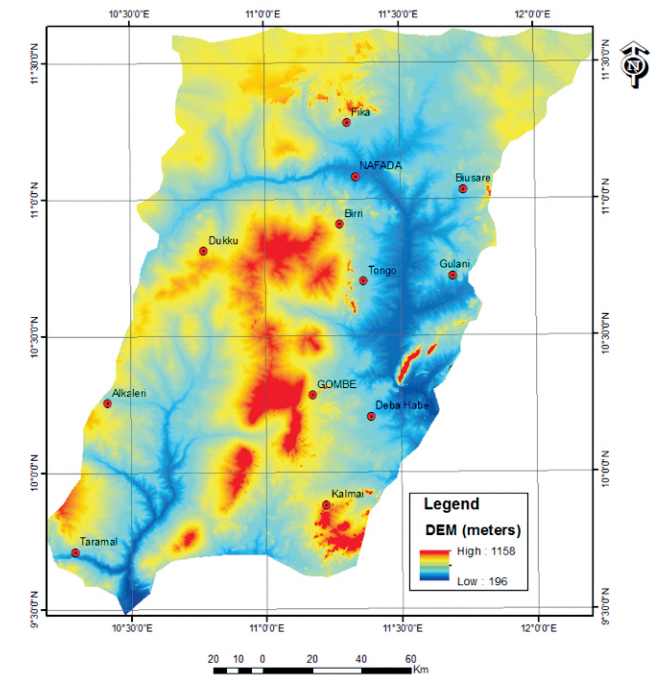 10°30'0"E 11°0'0"E 11°30'0"E 12°0'0"E
11°30'0"N
11°30'0"N
N
Fika
NAFADA
Biusare
11°0'0"N
11°0'0"N
Birri
Dukku
Tongo
Gulani
10°30'0"N
10°30'0"N
Alkaleri
GOMBE
Deba Habe
10°0'0"N
10°0'0"N
Kalmai
Legend
DEM (meters)
High : 1158
Low : 196
Taramal
9°30'0"N
9°30'0"N
10°30'0"E 11°0'0"E 11°30'0"E 12°0'0"E
20 10 0 20 40 60
Km